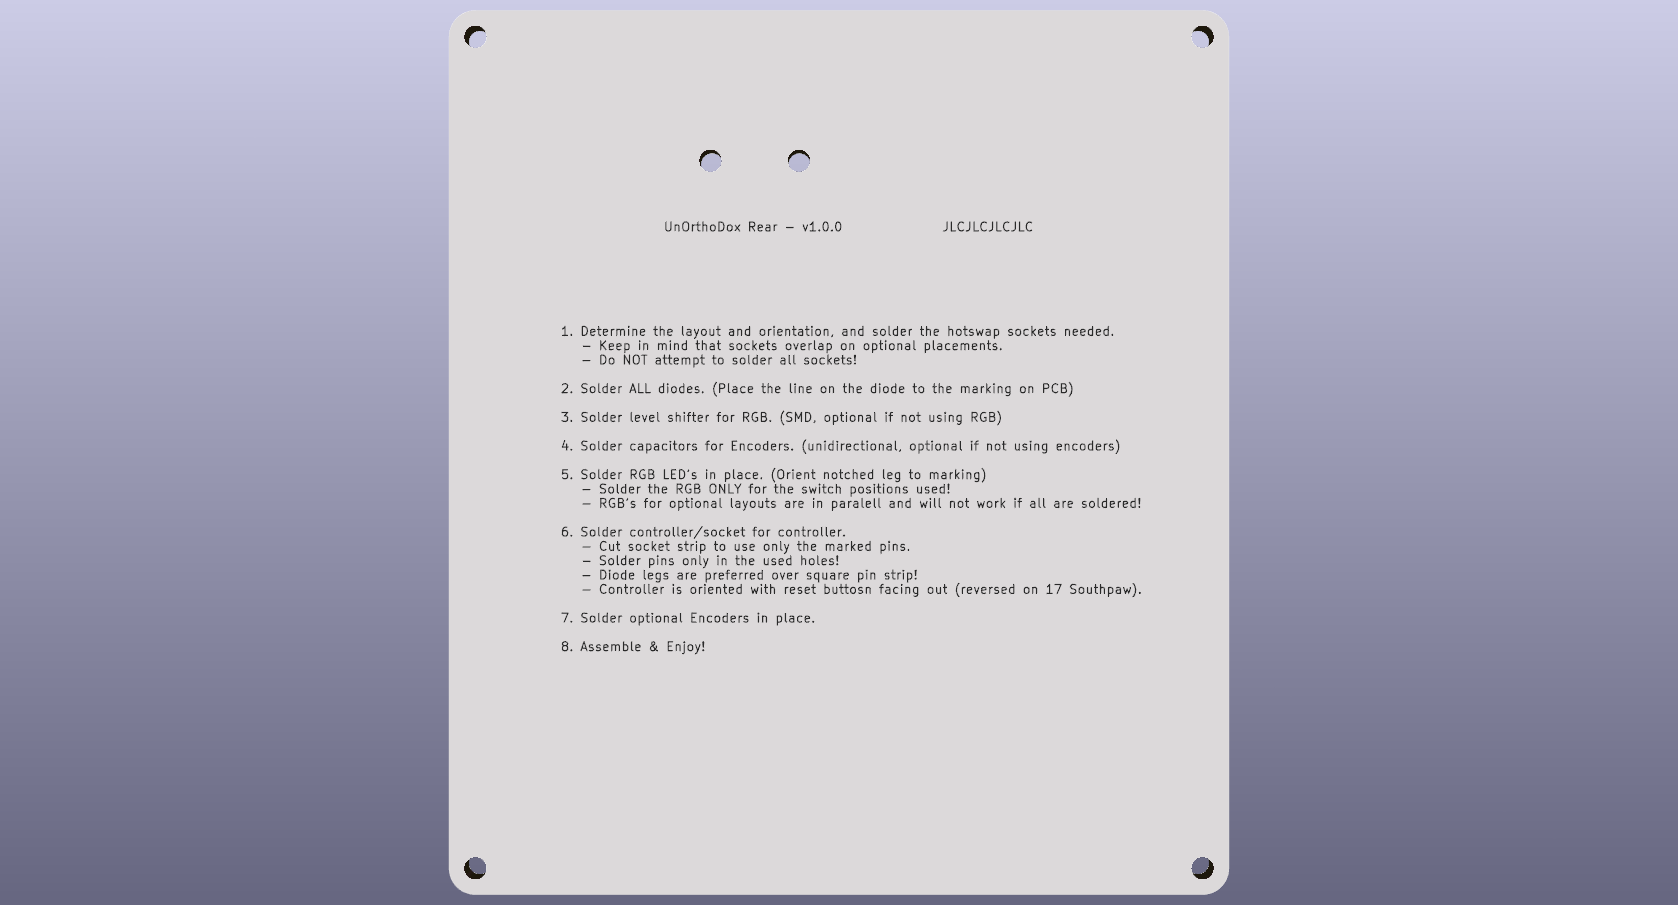 UnOrthoDox Rear – v1.0.0 JLCJLCJLCJLC
1. Determine the layout and orientation, and solder the hotswap sockets needed.
– Keep in mind that sockets overlap on optional placements.
– Do NOT attempt to solder all sockets!
2. Solder ALL diodes. (Place the line on the diode to the marking on PCB)
3. Solder level shifter for RGB. (SMD, optional if not using RGB)
4. Solder capacitors for Encoders. (unidirectional, optional if not using encoders)
5. Solder RGB LED's in place. (Orient notched leg to marking)
– Solder the RGB ONLY for the switch positions used!
– RGB's for optional layouts are in paralell and will not work if all are soldered!
6. Solder controller/socket for controller.
– Cut socket strip to use only the marked pins.
– Solder pins only in the used holes!
– Diode legs are preferred over square pin strip!
– Controller is oriented with reset buttosn facing out (reversed on 17 Southpaw).
7. Solder optional Encoders in place.
8. Assemble & Enjoy!